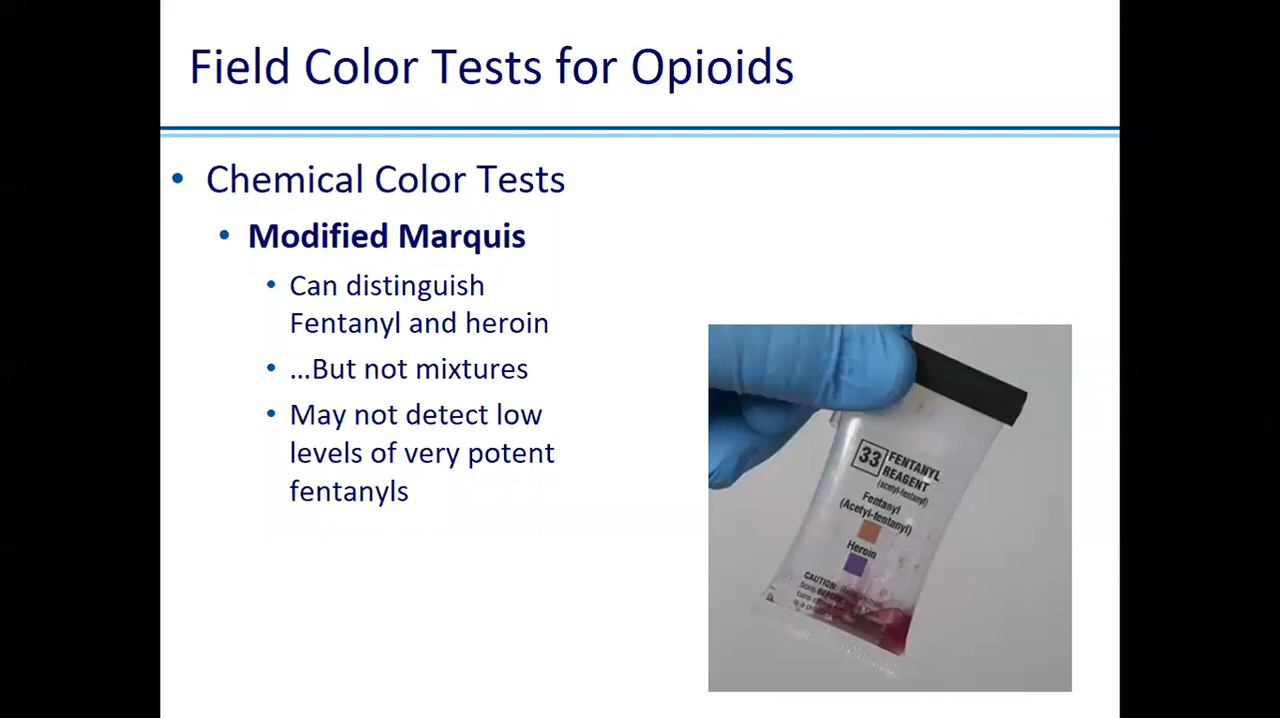 Field Color Tests for Opioids
• Chemical Color Tests
• Modified Marquis
• Can distinguish
Fentanyl and heroin
• ...But not mixtures
• May not detect low
levels of very potent
fentanyls
33 FENTANYL
REAGENT
(acetyl-fentanyl)
Fentanyl
(Acetyl-fentanyl)
Heroin
CAUTION: